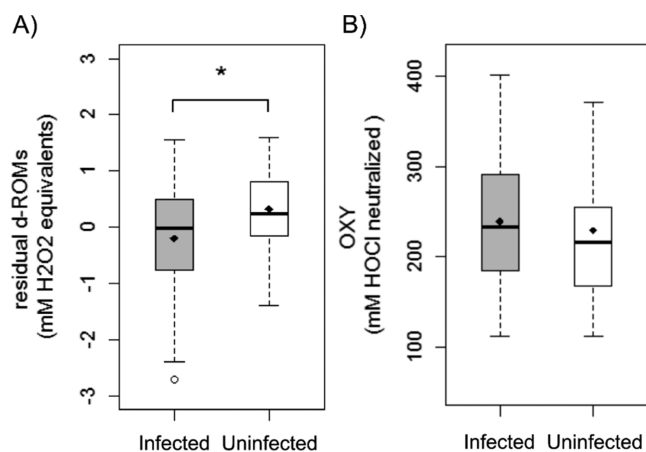 A)
B)
residual d-ROMs
(mM H2O2 equivalents)
3
2
1
0
-1
-2
-3
*
Infected Uninfected
OXY
(mM HOCl neutralized )
400
300
200
100
Infected Uninfected